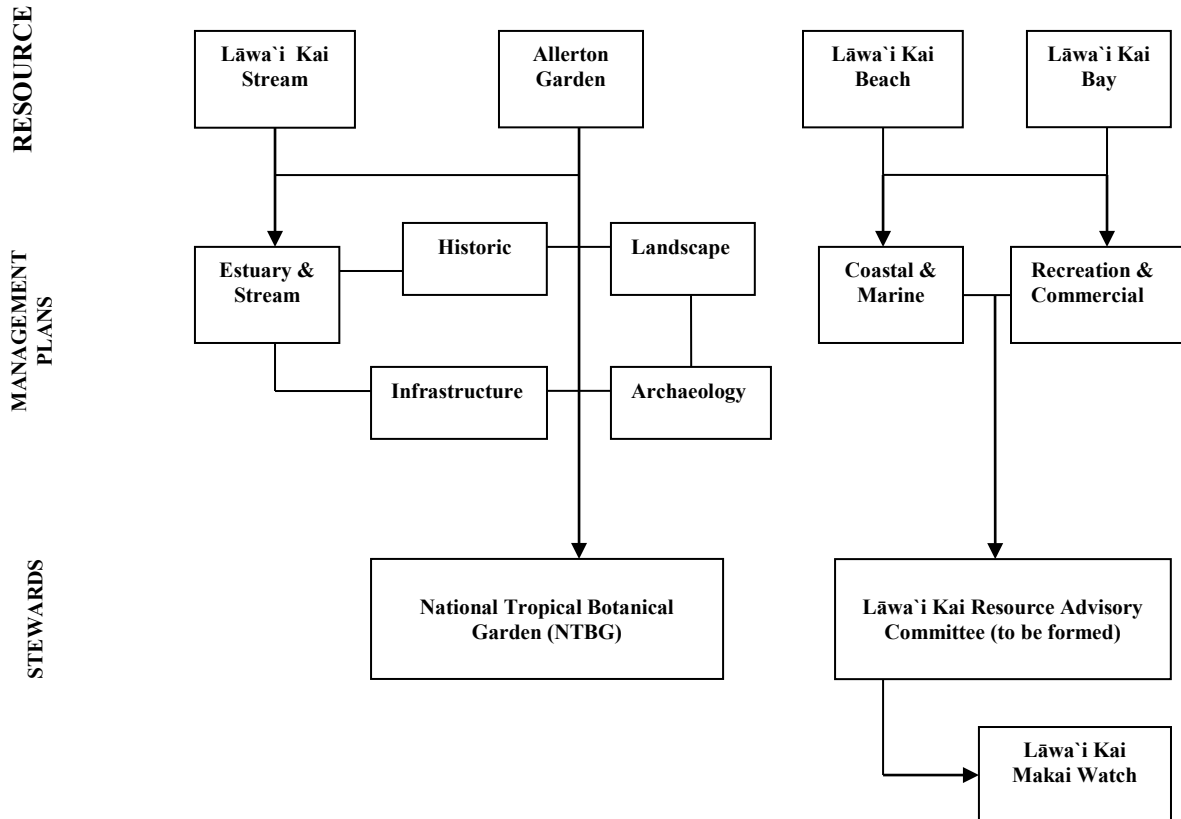 RESOURCE
Lāwa`i Kai
Stream
Allerton
Garden
Lāwa`i Kai
Beach
Lāwa`i Kai
Bay
MANAGEMENT
PLANS
Estuary &
Stream
Historic
Landscape
Infrastructure
Archaeology
Coastal &
Marine
Recreation &
Commercial
STEWARDS
National Tropical Botanical
Garden (NTBG)
Lāwa`i Kai Resource Advisory
Committee (to be formed)
Lāwa`i Kai
Makai Watch